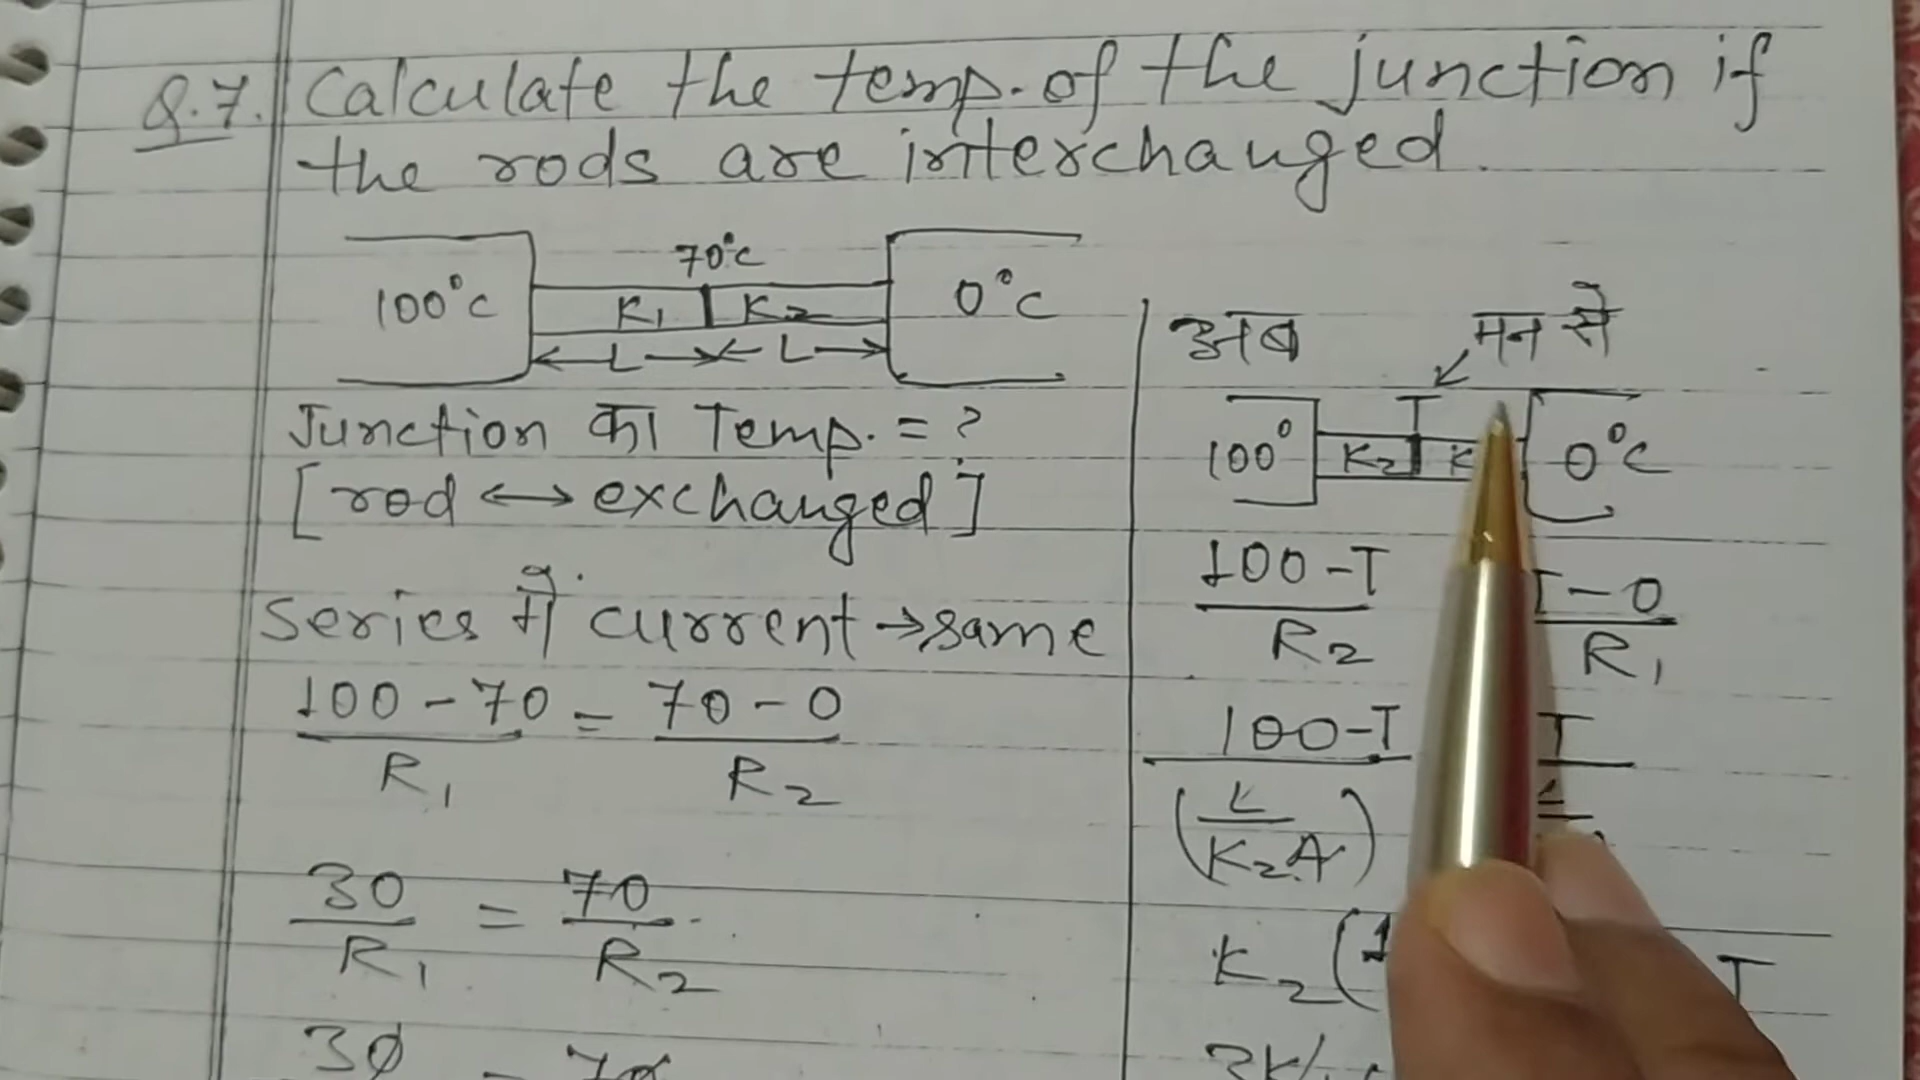 Q.7. Calculate the temp. of the junction if
the rods are interchanged.
70°C
100°C K₁ K₂ 0°C
L L
Junction का Temp. = ?
[rod ↔ exchanged]
Series में current → same
100 - 70 = 70 - 0
R₁ R₂
30 = 70
R₁ R₂
30 - 70
अब मन से
T
100° K₂ K 0°C
100 - T T - 0
R₂ R₁
100 - T T
(L
K₂A)
K₂ ( T